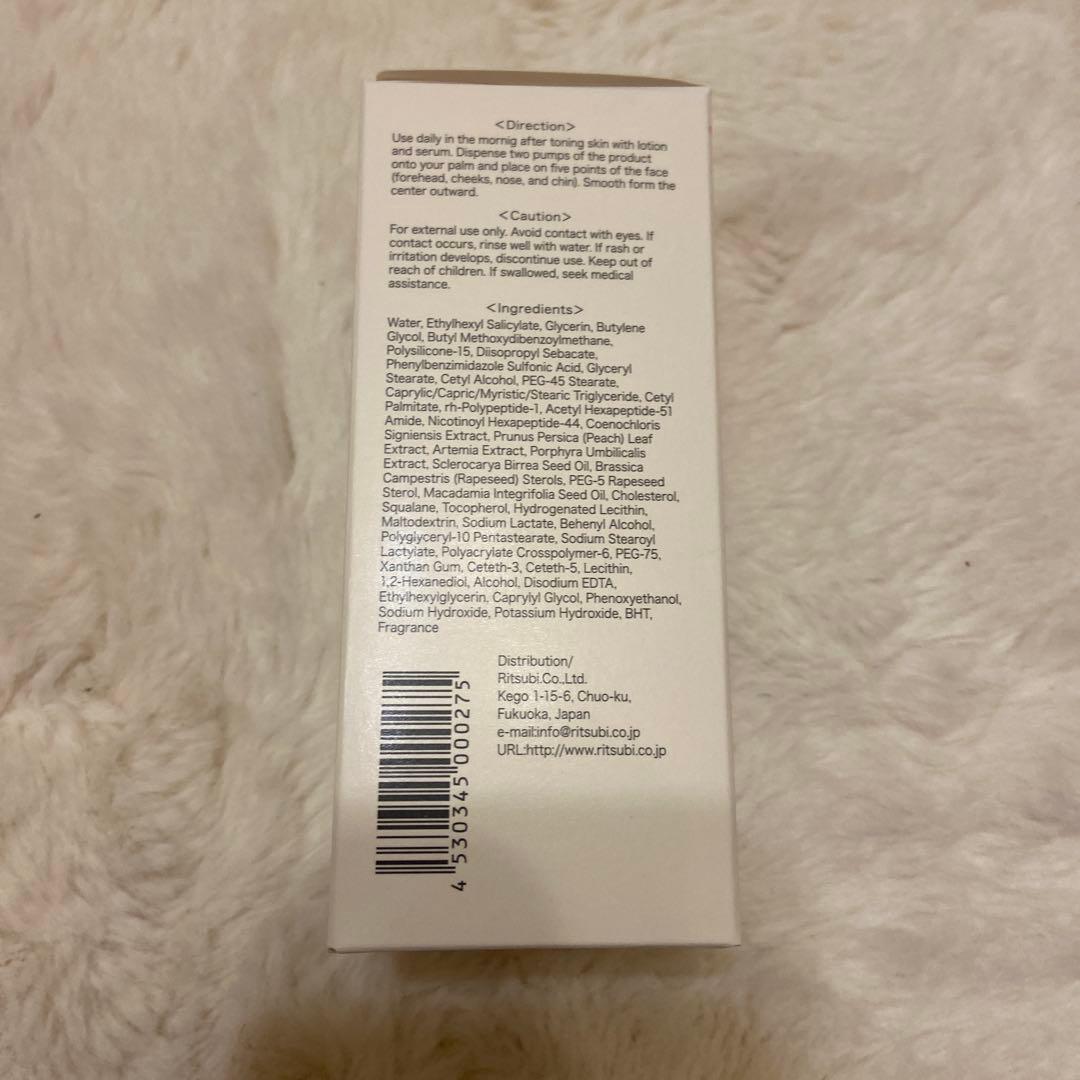 <Direction>
Use daily in the mornig after toning skin with lotion
and serum. Dispense two pumps of the product
onto your palm and place on five points of the face
(forehead, cheeks, nose, and chin). Smooth form the
center outward.
<Caution>
For external use only. Avoid contact with eyes. If
contact occurs, rinse well with water. If rash or
irritation develops, discontinue use. Keep out of
reach of children. If swallowed, seek medical
assistance.
<Ingredients>
Water, Ethylhexyl Salicylate, Glycerin, Butylene
Glycol, Butyl Methoxydibenzoylmethane,
Polysilicone-15, Diisopropyl Sebacate,
Phenylbenzimidazole Sulfonic Acid, Glyceryl
Stearate, Cetyl Alcohol, PEG-45 Stearate,
Caprylic/Capric/Myristic/Stearic Triglyceride, Cetyl
Palmitate, rh-Polypeptide-1, Acetyl Hexapeptide-51
Amide, Nicotinoyl Hexapeptide-44, Coenochloris
Signiensis Extract, Prunus Persica (Peach) Leaf
Extract, Artemia Extract, Porphyra Umbilicalis
Extract, Sclerocarya Birrea Seed Oil, Brassica
Campestris (Rapeseed) Sterols, PEG-5 Rapeseed
Sterol, Macadamia Integrifolia Seed Oil, Cholesterol,
Squalane, Tocopherol, Hydrogenated Lecithin,
Maltodextrin, Sodium Lactate, Behenyl Alcohol,
Polyglyceryl-10 Pentastearate, Sodium Stearoyl
Lactylate, Polyacrylate Crosspolymer-6, PEG-75,
Xanthan Gum, Ceteth-3, Ceteth-5, Lecithin,
1,2-Hexanediol, Alcohol, Disodium EDTA,
Ethylhexylglycerin, Caprylyl Glycol, Phenoxyethanol,
Sodium Hydroxide, Potassium Hydroxide, BHT,
Fragrance
Distribution/
Ritsubi.Co.,Ltd.
Kego 1-15-6, Chuo-ku,
Fukuoka, Japan
e-mail:info@ritsubi.co.jp
URL:http://www.ritsubi.co.jp
4 530345 000275